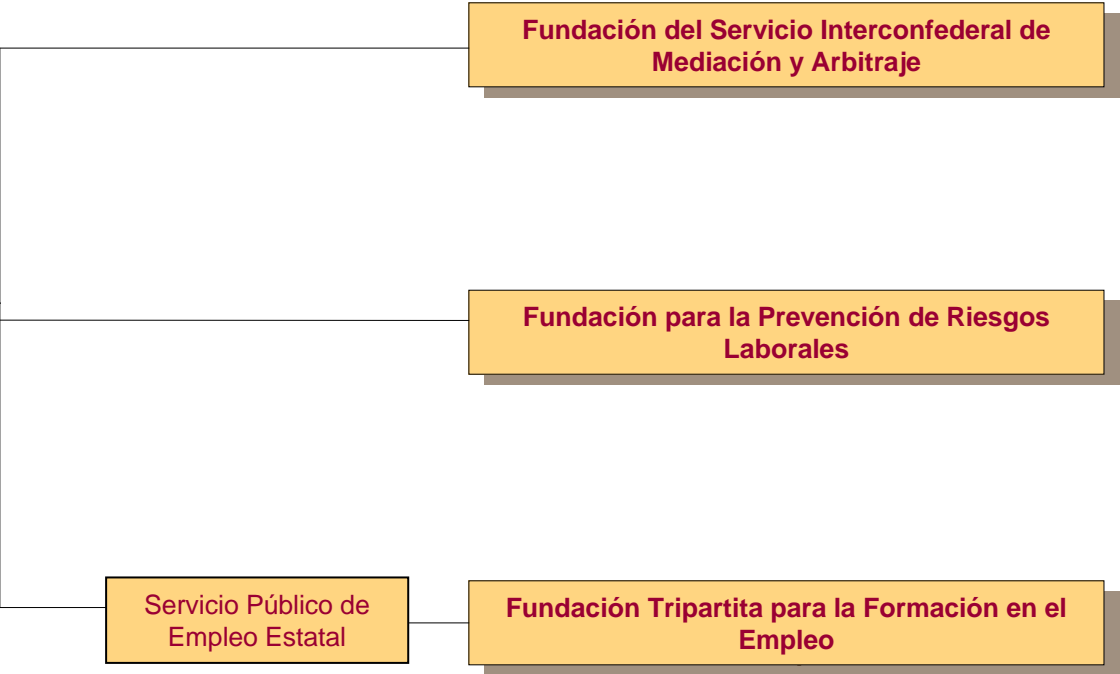 Fundación del Servicio Interconfederal de
Mediación y Arbitraje
Fundación para la Prevención de Riesgos
Laborales
Servicio Público de
Empleo Estatal
Fundación Tripartita para la Formación en el
Empleo